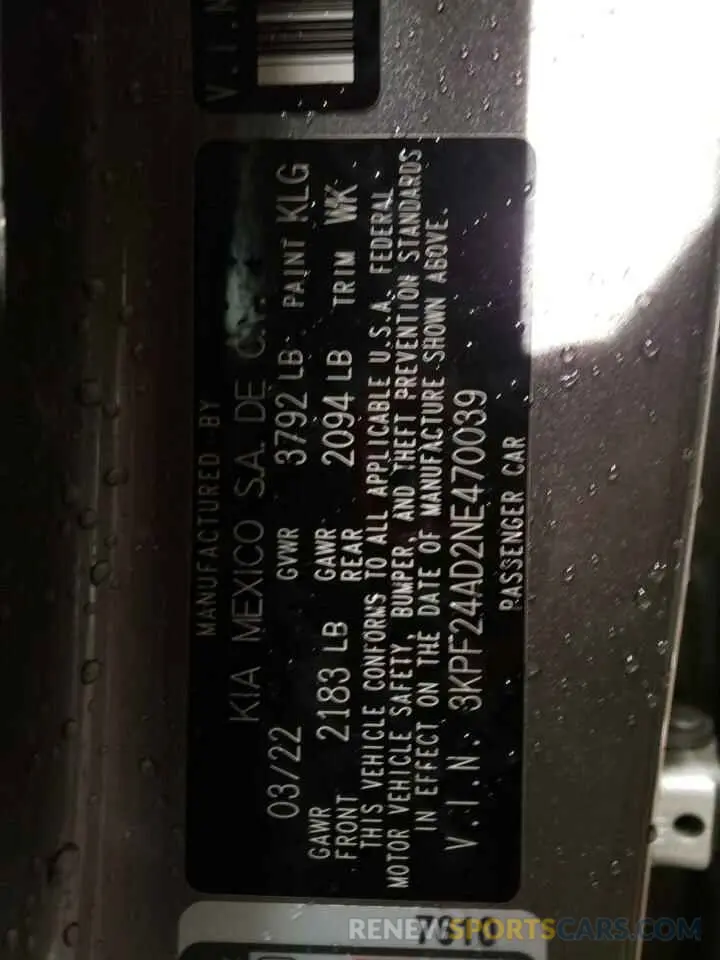 V.I.N
MANUFACTURED BY
KIA MEXICO S.A. DE C.V.
03/22 GVWR 3792 LB PAINT KLG
GAWR FRONT 2183 LB GAWR REAR 2094 LB TRIM WK
THIS VEHICLE CONFORMS TO ALL APPLICABLE U.S.A. FEDERAL
MOTOR VEHICLE SAFETY, BUMPER, AND THEFT PREVENTION STANDARDS
IN EFFECT ON THE DATE OF MANUFACTURE SHOWN ABOVE.
V.I.N. 3KPF24AD2NE470039
PASSENGER CAR
RENEWSPORTSCARS.COM